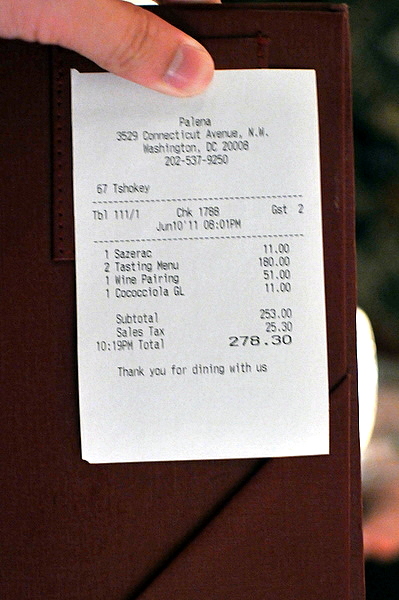 Palena
3529 Connecticut Avenue, N.W.
Washington, DC 20008
202-537-9250
67 Tshokey
Tbl 111/1 Chk 1788 Gst 2
Jun10'11 08:01PM
1 Sazerac 11.00
2 Tasting Menu 180.00
1 Wine Pairing 51.00
1 Cococciola GL 11.00
Subtotal 253.00
Sales Tax 25.30
10:19PM Total 278.30
Thank you for dining with us